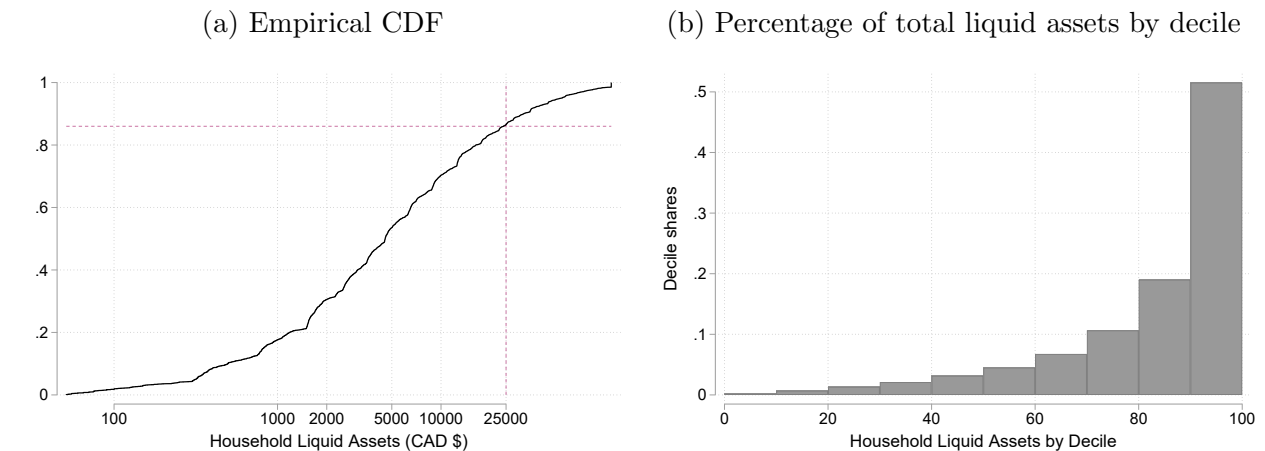 (a) Empirical CDF
1
.8
.6
.4
.2
0
100 1000 2000 5000 10000 25000
Household Liquid Assets (CAD $)
(b) Percentage of total liquid assets by decile
Decile shares
.5
.4
.3
.2
.1
0
0 20 40 60 80 100
Household Liquid Assets by Decile